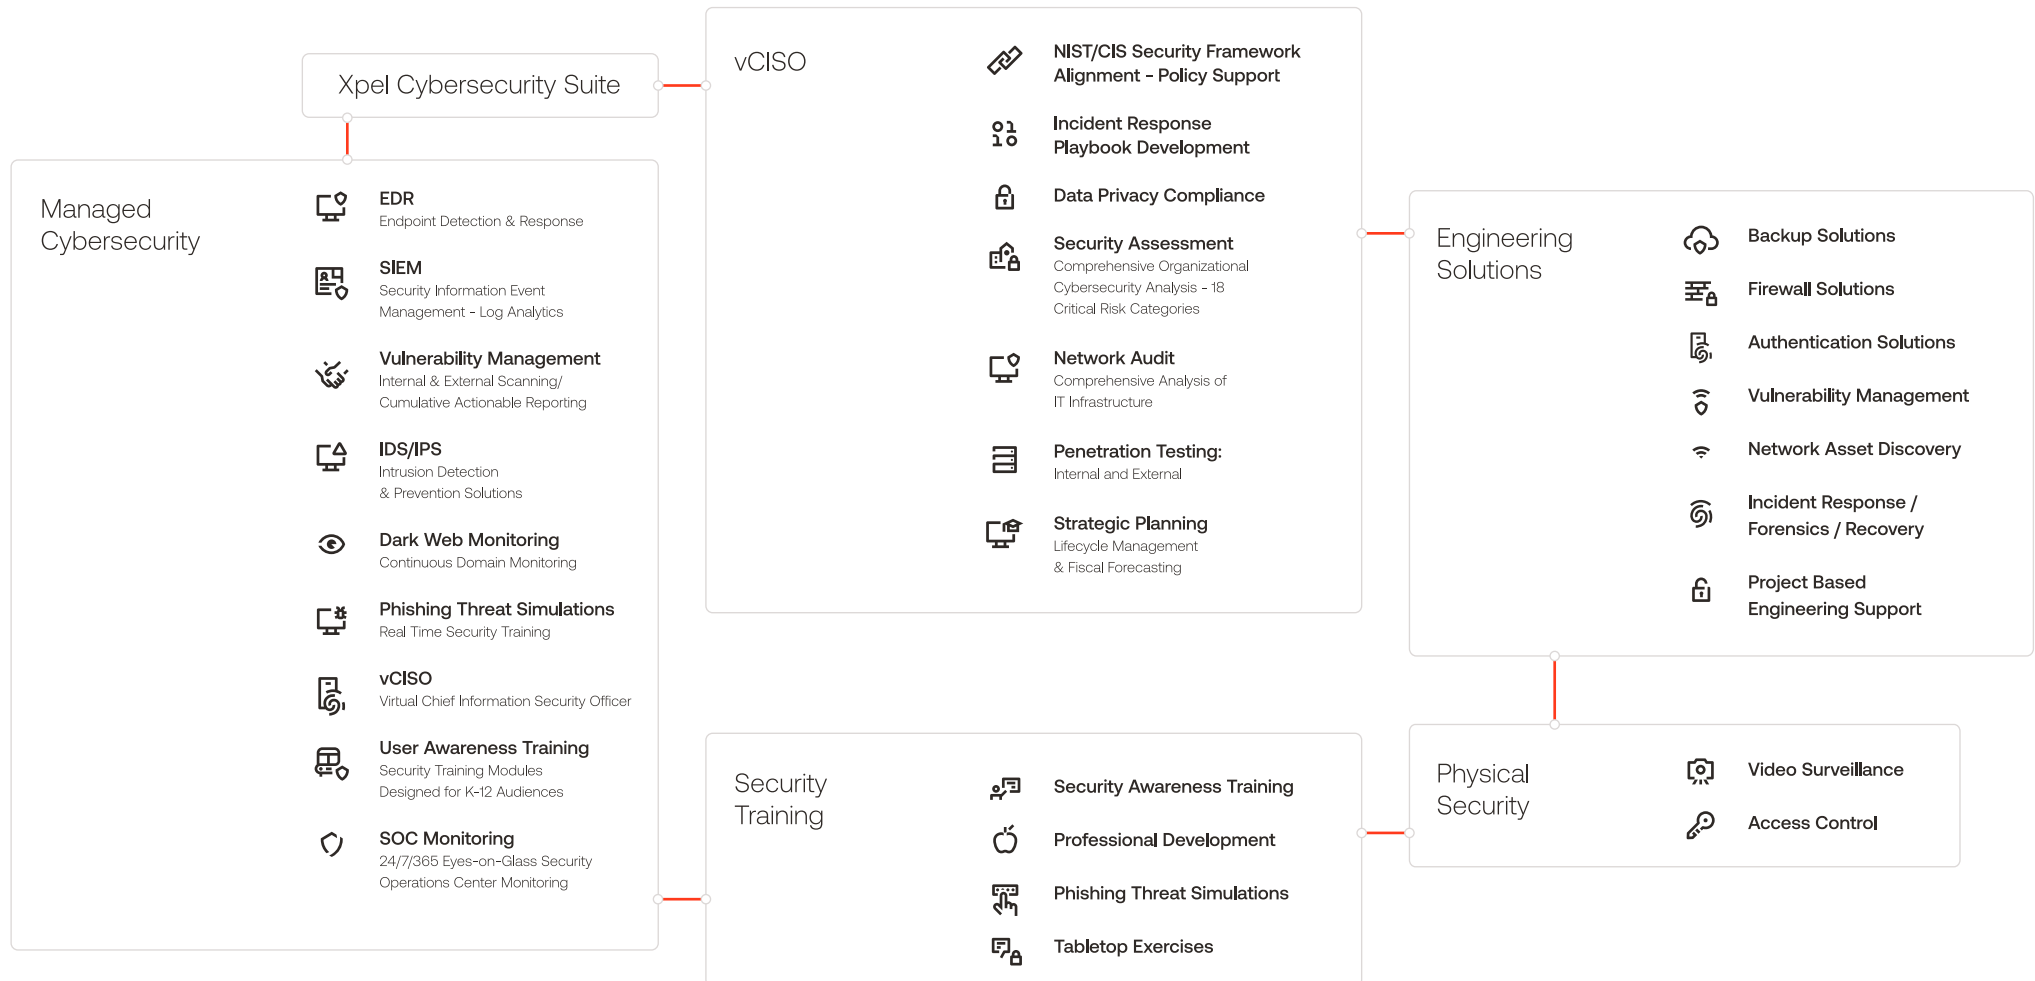 Xpel Cybersecurity Suite
Managed
Cybersecurity
EDR
Endpoint Detection & Response
SIEM
Security Information Event
Management - Log Analytics
Vulnerability Management
Internal & External Scanning/
Cumulative Actionable Reporting
IDS/IPS
Intrusion Detection
& Prevention Solutions
Dark Web Monitoring
Continuous Domain Monitoring
Phishing Threat Simulations
Real Time Security Training
vCISO
Virtual Chief Information Security Officer
User Awareness Training
Security Training Modules
Designed for K-12 Audiences
SOC Monitoring
24/7/365 Eyes-on-Glass Security
Operations Center Monitoring
vCISO
NIST/CIS Security Framework
Alignment - Policy Support
Incident Response
Playbook Development
Data Privacy Compliance
Security Assessment
Comprehensive Organizational
Cybersecurity Analysis - 18
Critical Risk Categories
Network Audit
Comprehensive Analysis of
IT Infrastructure
Penetration Testing:
Internal and External
Strategic Planning
Lifecycle Management
& Fiscal Forecasting
Engineering
Solutions
Backup Solutions
Firewall Solutions
Authentication Solutions
Vulnerability Management
Network Asset Discovery
Incident Response /
Forensics / Recovery
Project Based
Engineering Support
Security
Training
Security Awareness Training
Professional Development
Phishing Threat Simulations
Tabletop Exercises
Physical
Security
Video Surveillance
Access Control